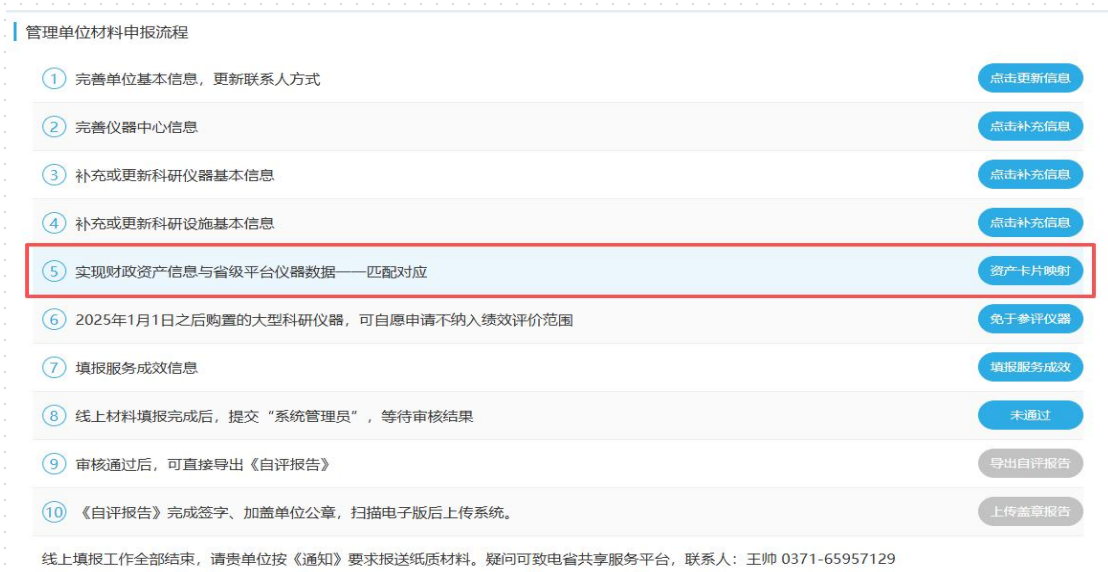 管理单位材料申报流程
① 完善单位基本信息，更新联系人方式 点击更新信息
② 完善仪器中心信息 点击补充信息
③ 补充或更新科研仪器基本信息 点击补充信息
④ 补充或更新科研设施基本信息 点击补充信息
⑤ 实现财政资产信息与省级平台仪器数据一一匹配对应 资产卡片映射
⑥ 2025年1月1日之后购置的大型科研仪器，可自愿申请不纳入绩效评价范围 免于参评仪器
⑦ 填报服务成效信息 填报服务成效
⑧ 线上材料填报完成后，提交“系统管理员”，等待审核结果 未通过
⑨ 审核通过后，可直接导出《自评报告》 导出自评报告
⑩ 《自评报告》完成签字、加盖单位公章，扫描电子版后上传系统。 上传盖章报告
线上填报工作全部结束，请贵单位按《通知》要求报送纸质材料。疑问可致电省共享服务平台，联系人：王帅 0371-65957129